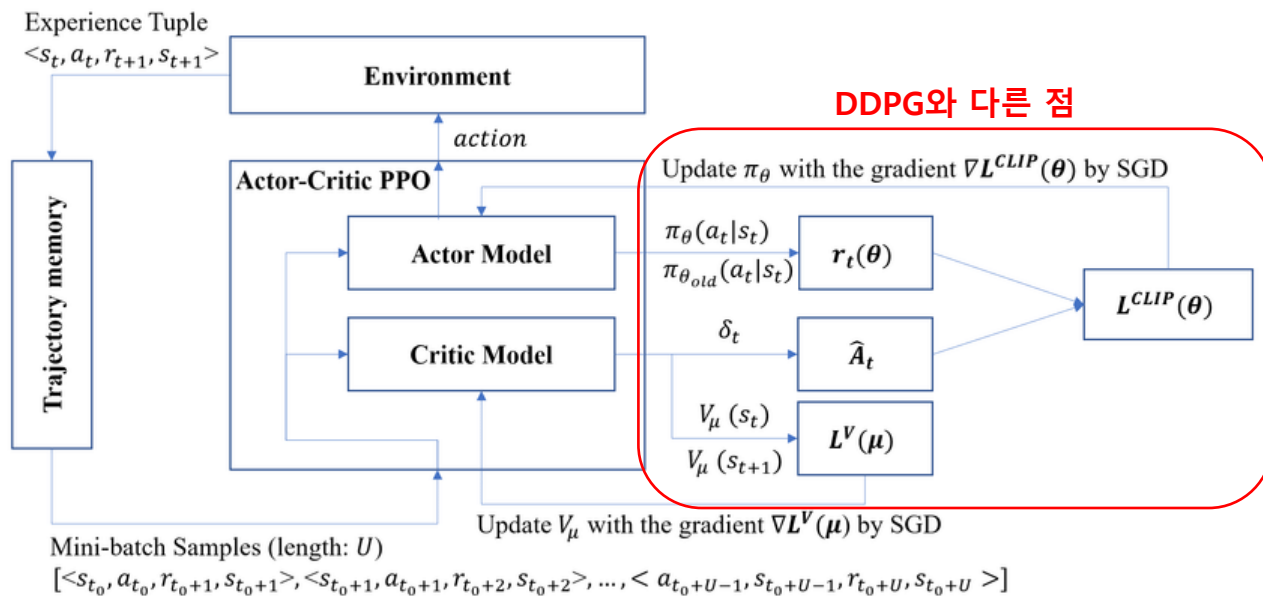 Experience Tuple
<s_t, a_t, r_{t+1}, s_{t+1}>
Environment
DDPG와 다른 점
action
Update π_θ with the gradient ∇L^{CLIP}(θ) by SGD
Actor-Critic PPO
Trajectory memory
Actor Model
π_θ(a_t|s_t)
π_{θ_{old}}(a_t|s_t)
r_t(θ)
L^{CLIP}(θ)
Critic Model
δ_t
Â_t
V_μ (s_t)
V_μ (s_{t+1})
L^V(μ)
Update V_μ with the gradient ∇L^V(μ) by SGD
Mini-batch Samples (length: U)
[<s_{t_0}, a_{t_0}, r_{t_0+1}, s_{t_0+1}>, <s_{t_0+1}, a_{t_0+1}, r_{t_0+2}, s_{t_0+2}>, ..., < a_{t_0+U−1}, s_{t_0+U−1}, r_{t_0+U}, s_{t_0+U} >]